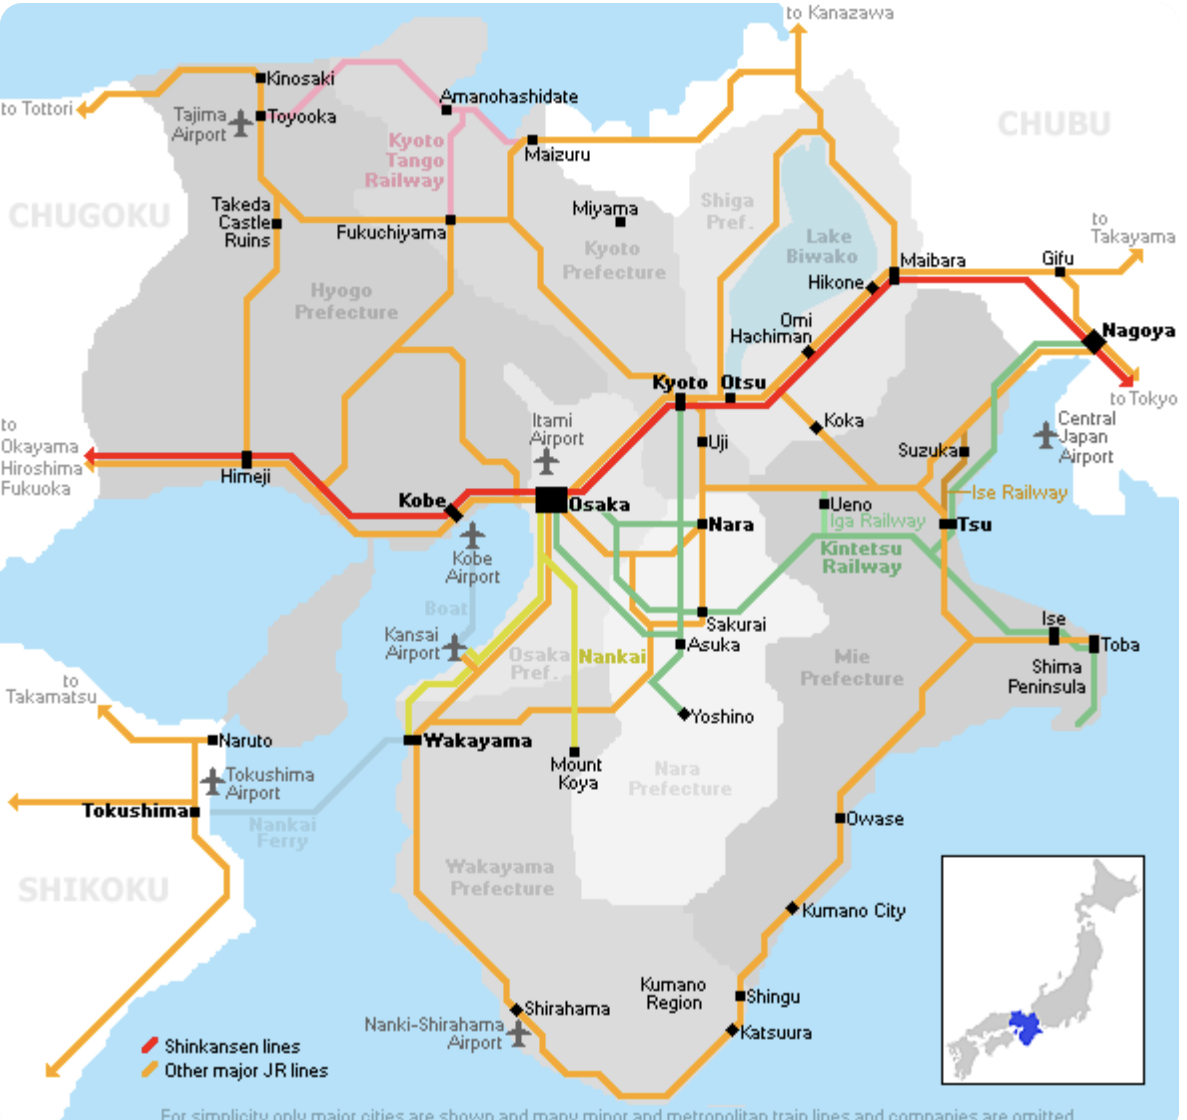 to Kanazawa
Kinosaki
to Tottori
Tajima
Airport
Toyooka
Amanohashidate
Kyoto
Tango
Railway
Maizuru
CHUBU
CHUGOKU
Takeda
Castle
Ruins
Fukuchiyama
Miyama
Kyoto
Prefecture
Shiga
Pref.
Lake
Biwako
to
Takayama
Maibara
Gifu
Hikone
Hyogo
Prefecture
Omi
Hachiman
Nagoya
Kyoto
Otsu
to Tokyo
to
Okayama
Hiroshima
Fukuoka
Himeji
Itami
Airport
Uji
Koka
Central
Japan
Airport
Suzuka
Kobe
Osaka
Ise Railway
Ueno
Iga Railway
Nara
Tsu
Kintetsu
Railway
Kobe
Airport
Boat
Kansai
Airport
Osaka
Pref.
Nankai
Sakurai
Asuka
Ise
Toba
Shima
Peninsula
Mie
Prefecture
to
Takamatsu
Yoshino
Naruto
Wakayama
Mount
Koya
Nara
Prefecture
Tokushima
Airport
Tokushima
Nankai
Ferry
Owase
Wakayama
Prefecture
SHIKOKU
Kumano City
Kumano
Region
Shingu
Shirahama
Nanki-Shirahama
Airport
Katsuura
Shinkansen lines
Other major JR lines
For simplicity only major cities are shown and many minor and metropolitan train lines and companies are omitted